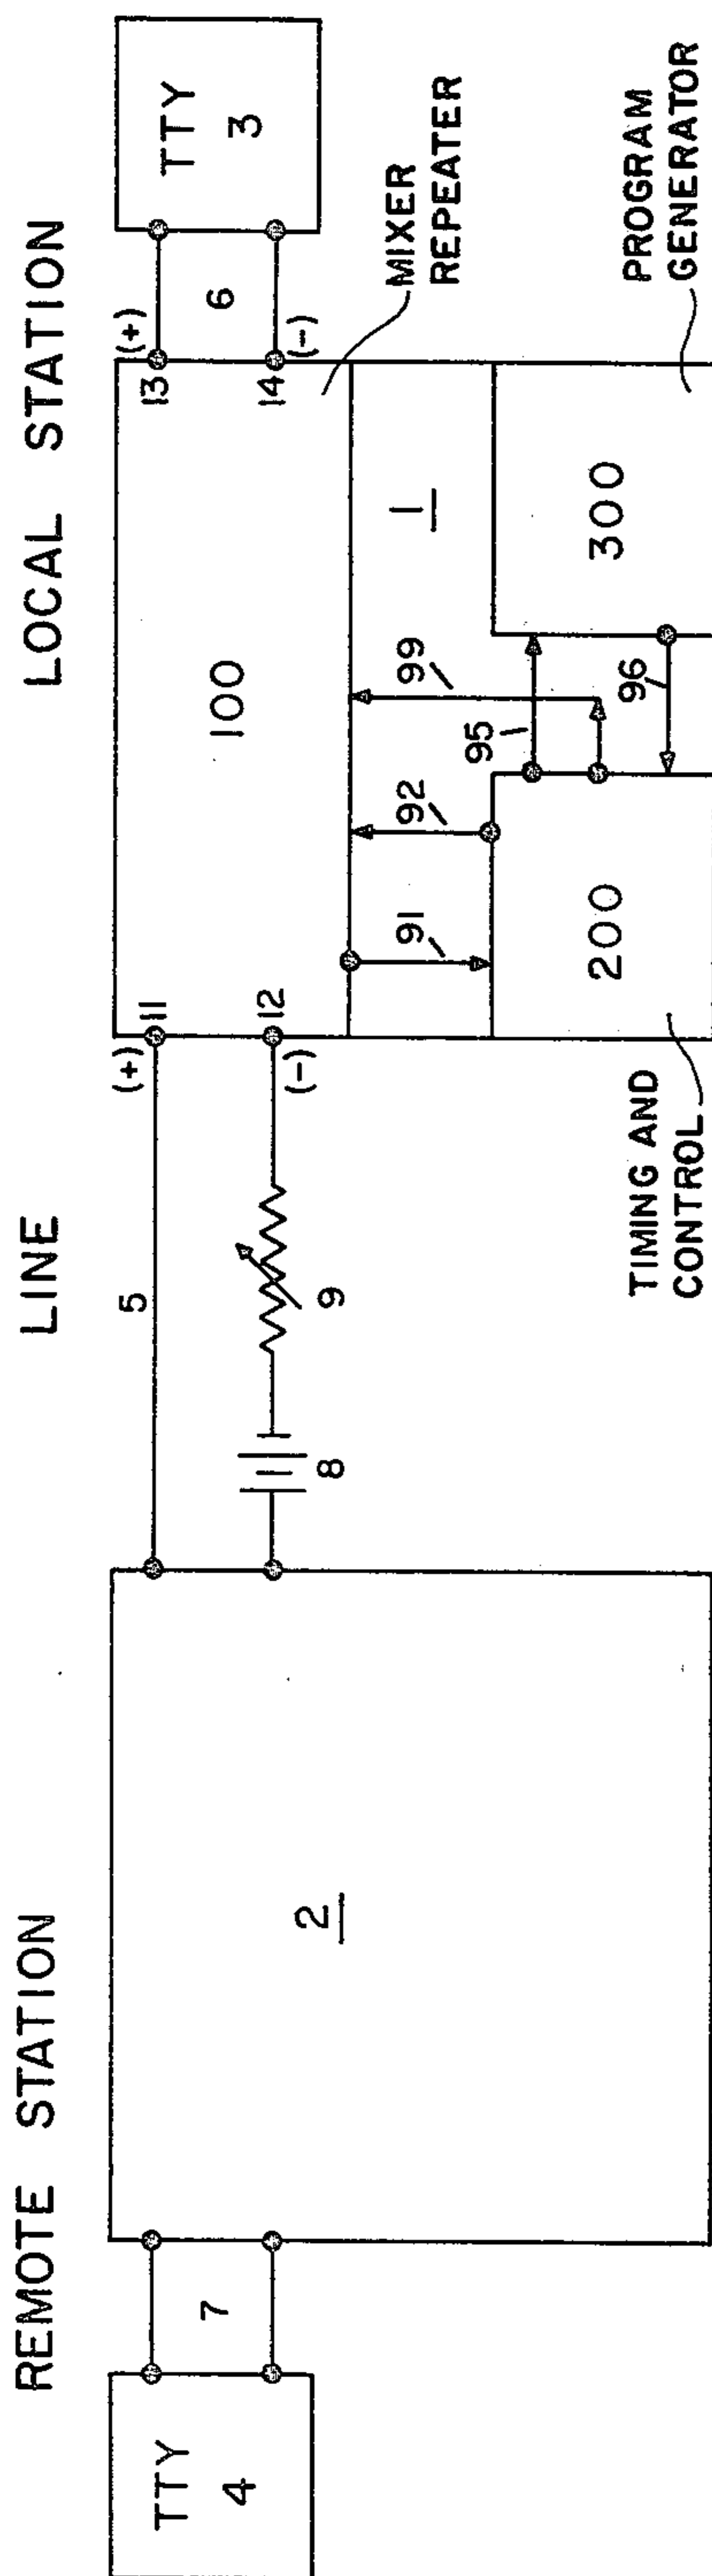 REMOTE STATION
LINE
LOCAL STATION
TTY
4
7
2
5
8
9
(+)
11
12
(-)
100
(+)
13
14
(-)
6
TTY
3
MIXER
REPEATER
91
92
99
95
96
1
200
300
TIMING AND
CONTROL
PROGRAM
GENERATOR